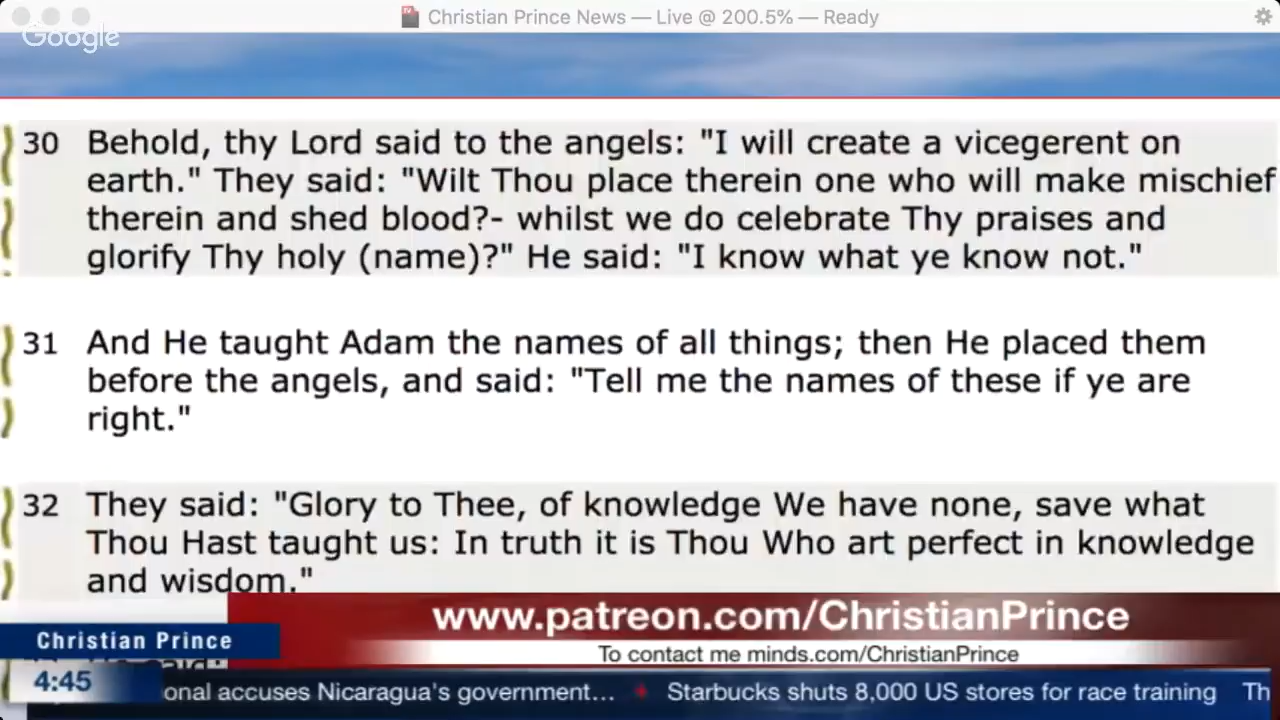 Christian Prince News — Live @ 200.5% — Ready
Google
30 Behold, thy Lord said to the angels: "I will create a vicegerent on
earth." They said: "Wilt Thou place therein one who will make mischief
therein and shed blood?- whilst we do celebrate Thy praises and
glorify Thy holy (name)?" He said: "I know what ye know not."
31 And He taught Adam the names of all things; then He placed them
before the angels, and said: "Tell me the names of these if ye are
right."
32 They said: "Glory to Thee, of knowledge We have none, save what
Thou Hast taught us: In truth it is Thou Who art perfect in knowledge
and wisdom."
www.patreon.com/ChristianPrince
Christian Prince
To contact me minds.com/ChristianPrince
4:45
onal accuses Nicaragua's government... Starbucks shuts 8,000 US stores for race training Th